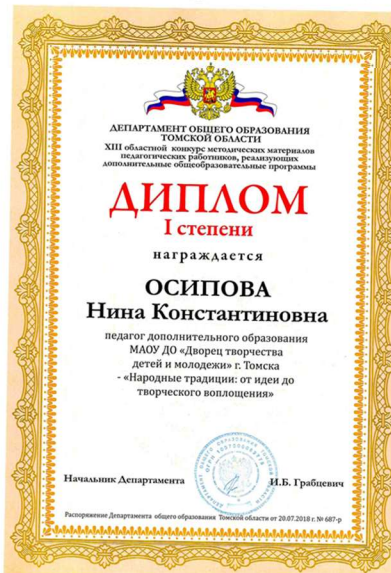 ДЕПАРТАМЕНТ ОБЩЕГО ОБРАЗОВАНИЯ
ТОМСКОЙ ОБЛАСТИ
XIII областной конкурс методических материалов
педагогических работников, реализующих
дополнительные общеобразовательные программы
ДИПЛОМ
I степени
награждается
ОСИПОВА
Нина Константиновна
педагог дополнительного образования
МАОУ ДО «Дворец творчества
детей и молодежи» г. Томска
- «Народные традиции: от идеи до
творческого воплощения»
Начальник Департамента И.Б. Грабцевич
Распоряжение Департамента общего образования Томской области от 20.07.2018 г. № 687-р